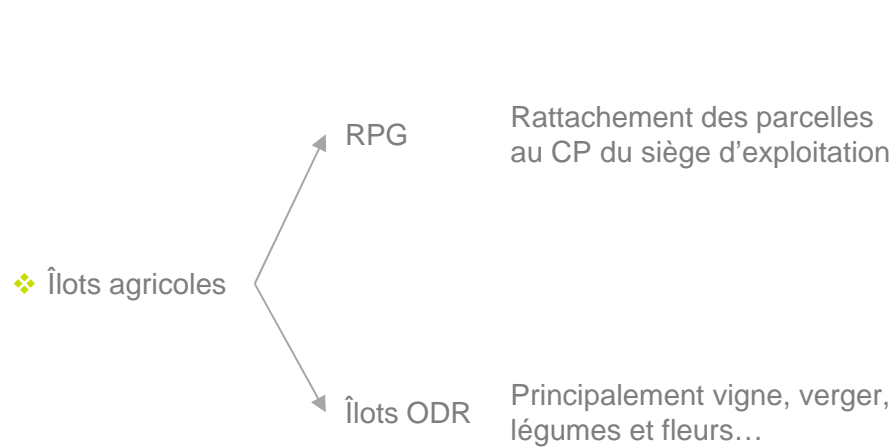 RPG
Rattachement des parcelles
au CP du siège d'exploitation
Îlots agricoles
Îlots ODR
Principalement vigne, verger,
légumes et fleurs…